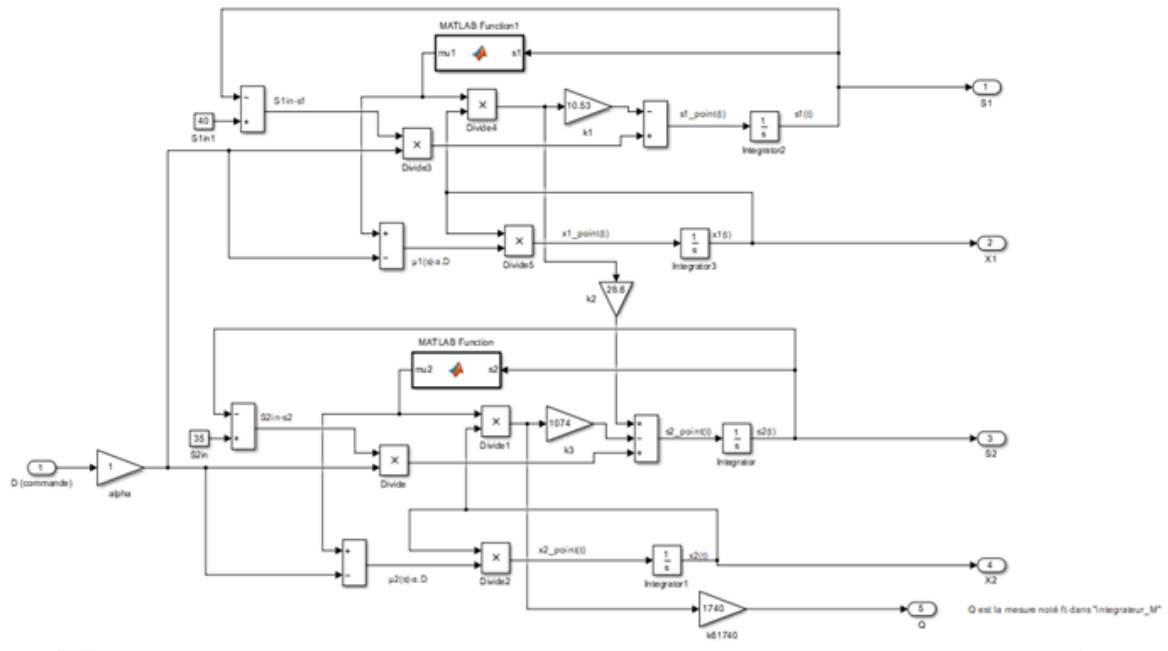 MATLAB Function1
mu1
s1
S1in-s1
40
S1in1
×
Divide4
10.53
k1
s1_point(t)
1
s
Integrator2
s1(t)
1
S1
×
Divide3
μ1(s)-α.D
×
Divide5
x1_point(t)
1
s
Integrator3
x1(t)
2
X1
28.6
k2
MATLAB Function
mu2
s2
S2in-s2
35
S2in
×
Divide1
1074
k3
s2_point(t)
1
s
Integrator
s2(t)
3
S2
1
D (commande)
1
alpha
×
Divide
μ2(s)-α.D
×
Divide2
x2_point(t)
1
s
Integrator1
x2(t)
4
X2
1740
k61740
5
Q
Q est la mesure noté ft dans "integrateur_M"